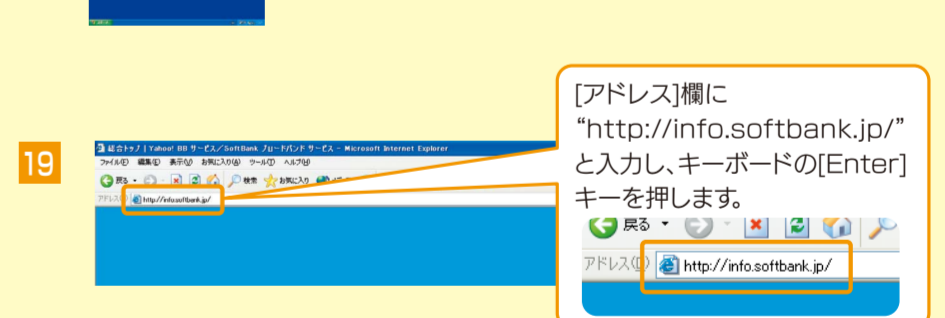 [アドレス]欄に
“http://info.softbank.jp/”
と入力し、キーボードの[Enter]
キーを押します。
19
総合トップ | Yahoo! BB サービス/SoftBank ブロードバンド サービス - Microsoft Internet Explorer
ファイル(F) 編集(E) 表示(V) お気に入り(A) ツール(T) ヘルプ(H)
戻る 検索 お気に入り
アドレス(D) http://info.softbank.jp/
戻る
アドレス(D) http://info.softbank.jp/